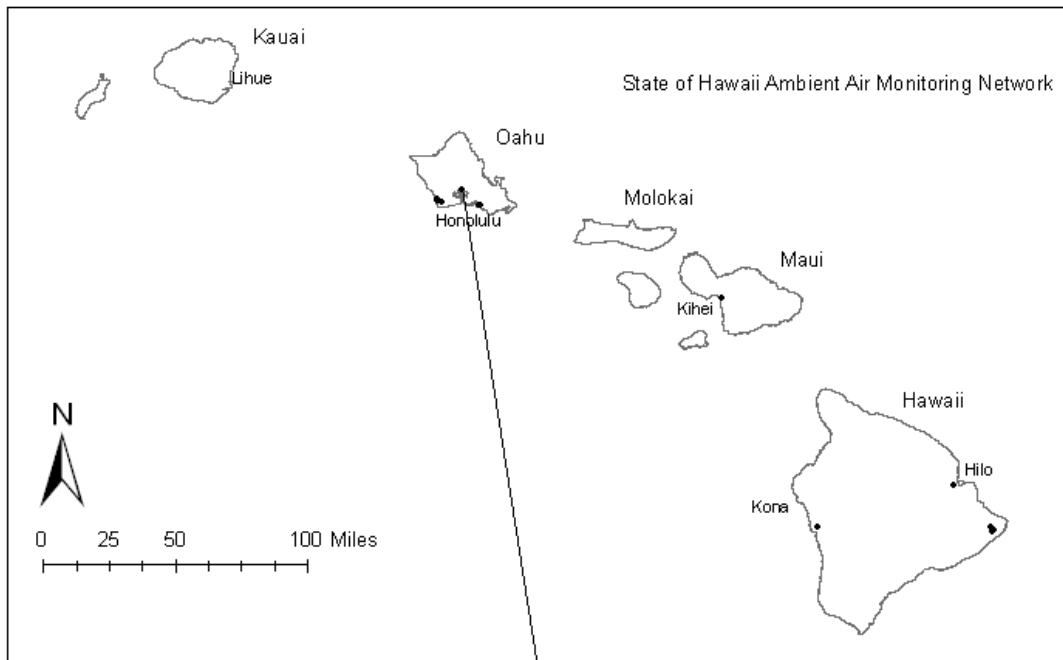 Kauai
Lihue
State of Hawaii Ambient Air Monitoring Network
Oahu
Honolulu
Molokai
Maui
Kihei
Hawaii
N
Hilo
Kona
0 25 50 100 Miles